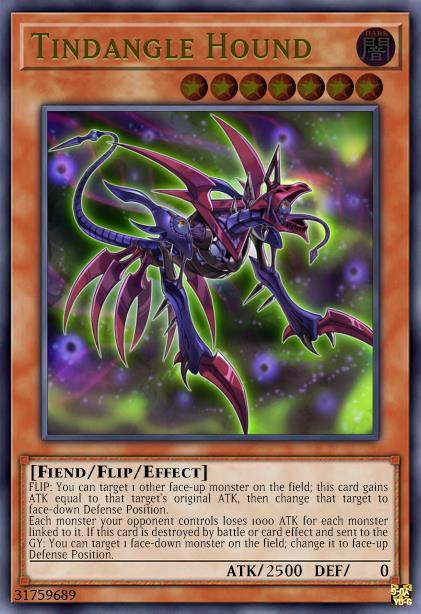 Tindangle Hound
DARK
闇
[Fiend/Flip/Effect]
FLIP: You can target 1 other face-up monster on the field; this card gains
ATK equal to that target's original ATK, then change that target to
face-down Defense Position.
Each monster your opponent controls loses 1000 ATK for each monster
linked to it. If this card is destroyed by battle or card effect and sent to the
GY: You can target 1 face-down monster on the field; change it to face-up
Defense Position.
ATK/2500 DEF/ 0
31759689